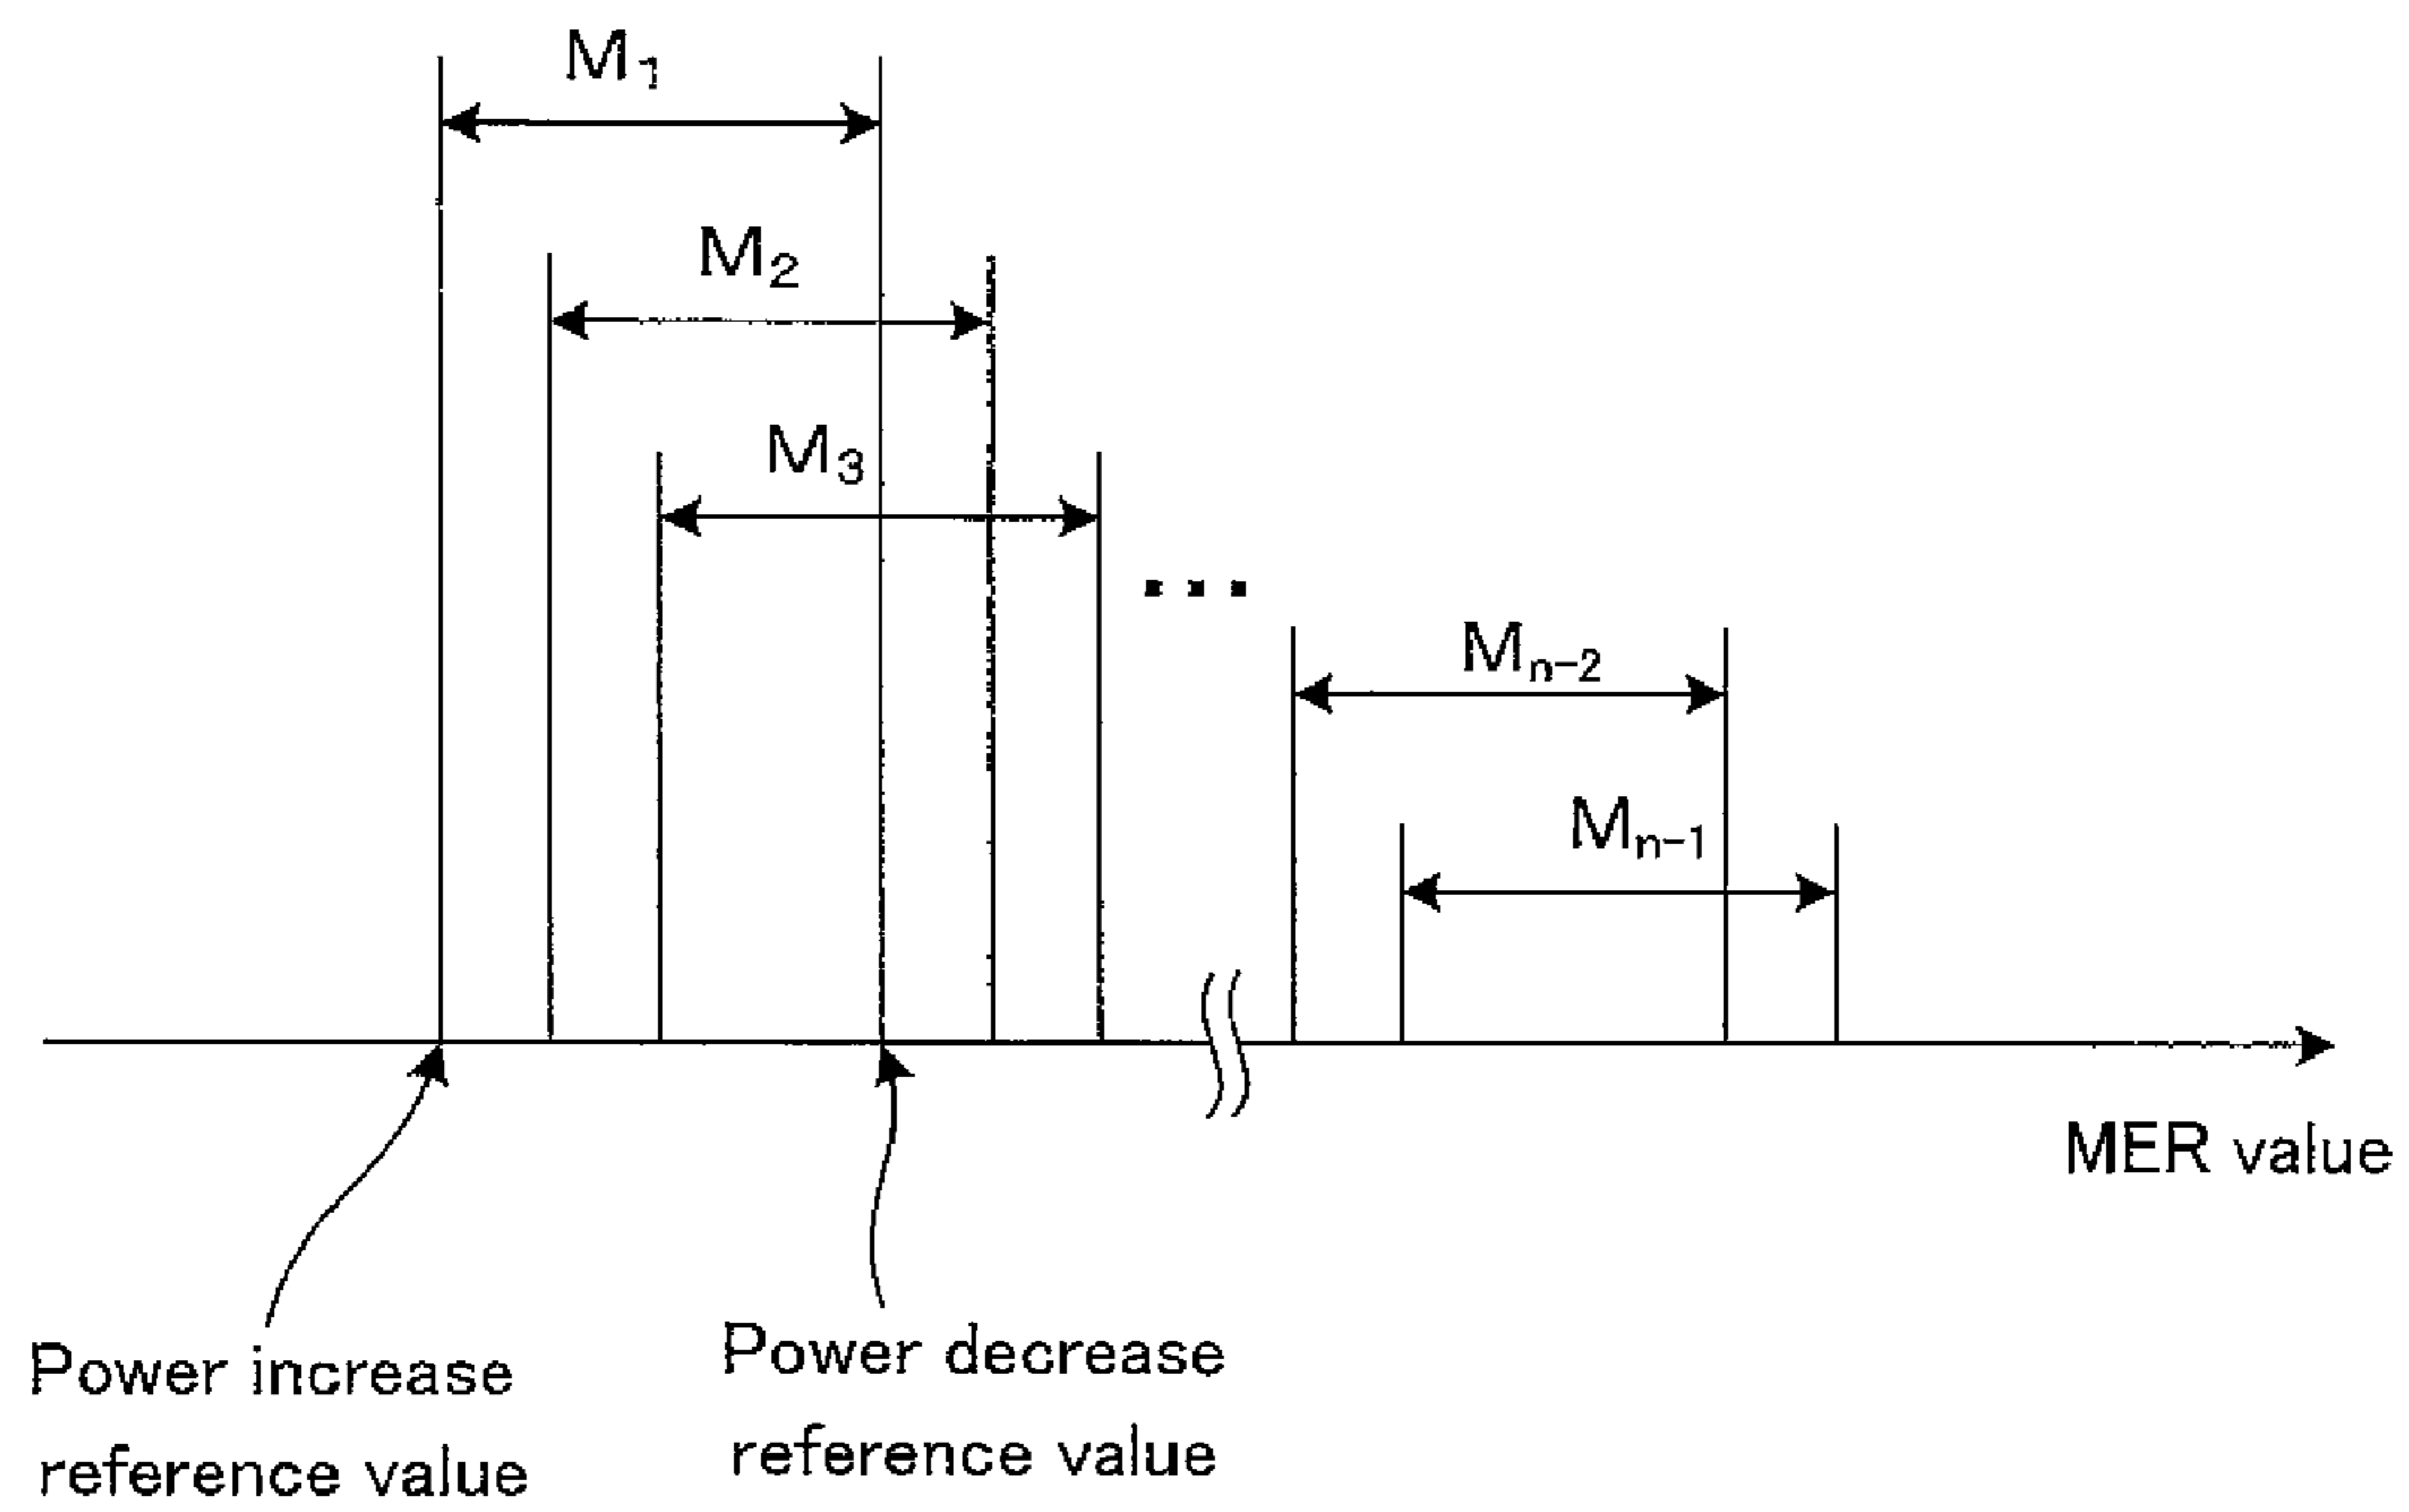 M₁
M₂
M₃
...
Mₙ₋₂
Mₙ₋₁
MER value
Power increase
reference value
Power decrease
reference value